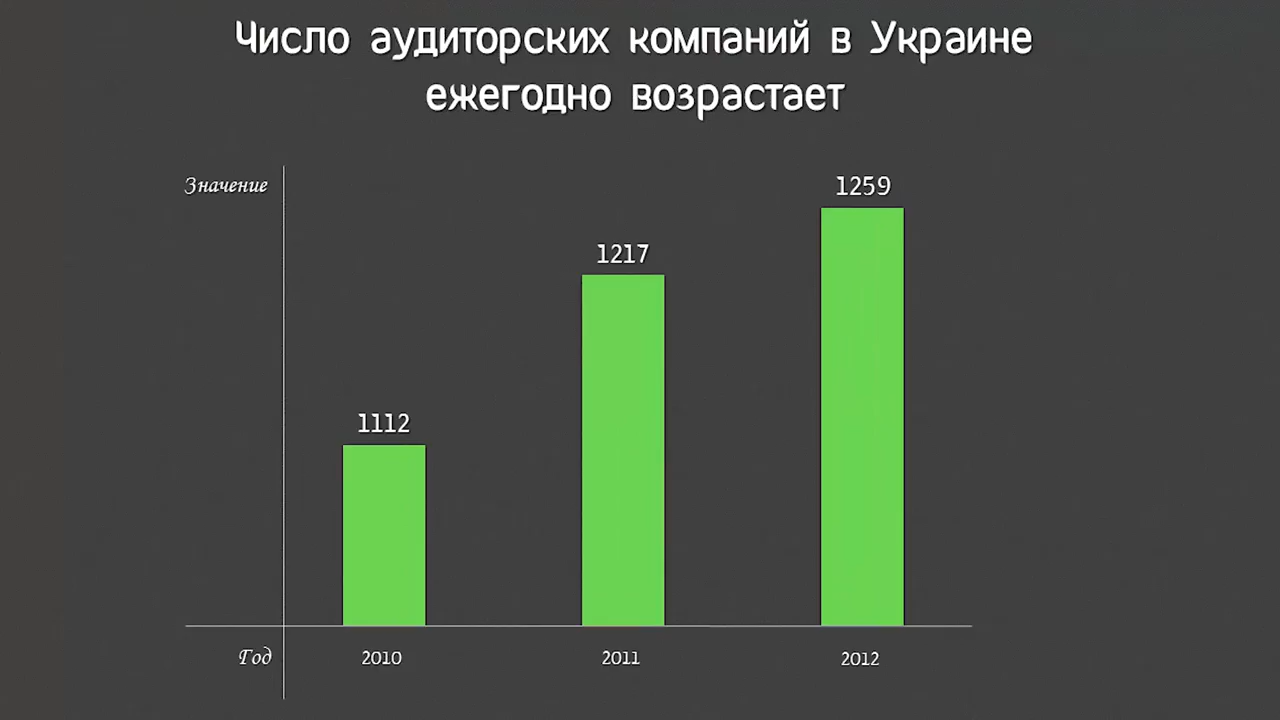 Число аудиторских компаний в Украине
ежегодно возрастает
Значение
1259
1217
1112
Год
2010
2011
2012